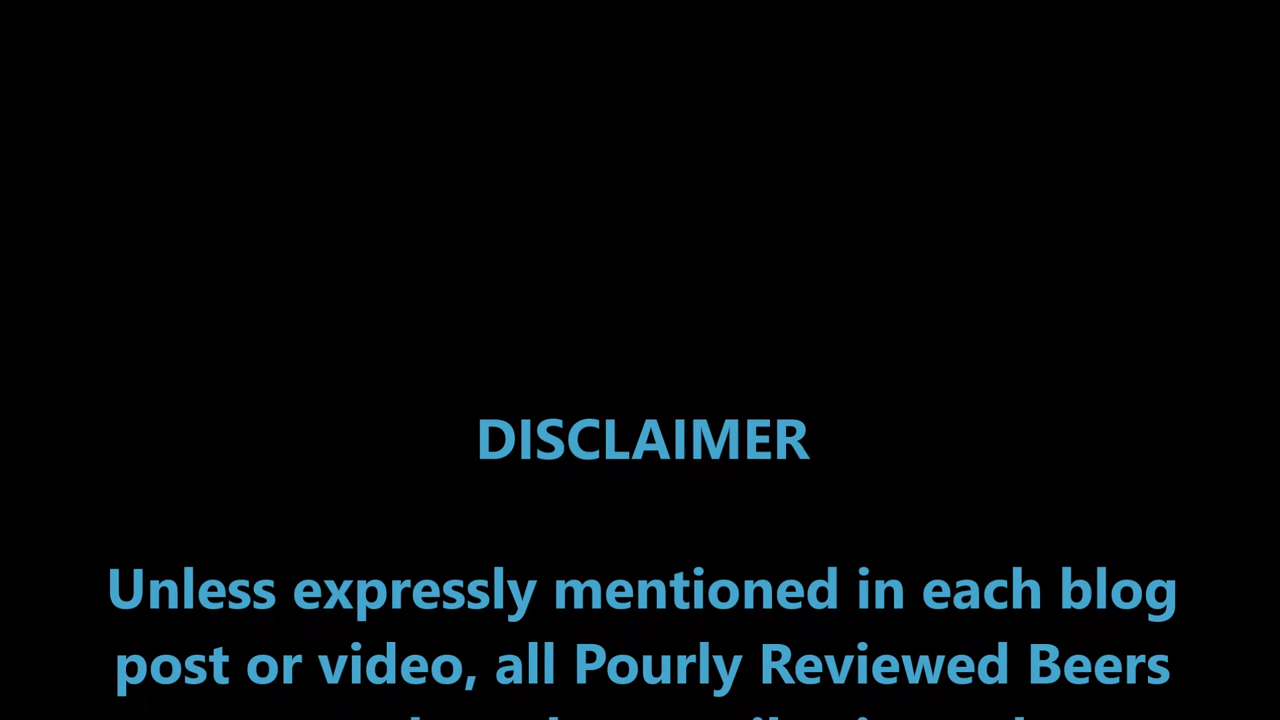 DISCLAIMER
Unless expressly mentioned in each blog
post or video, all Pourly Reviewed Beers